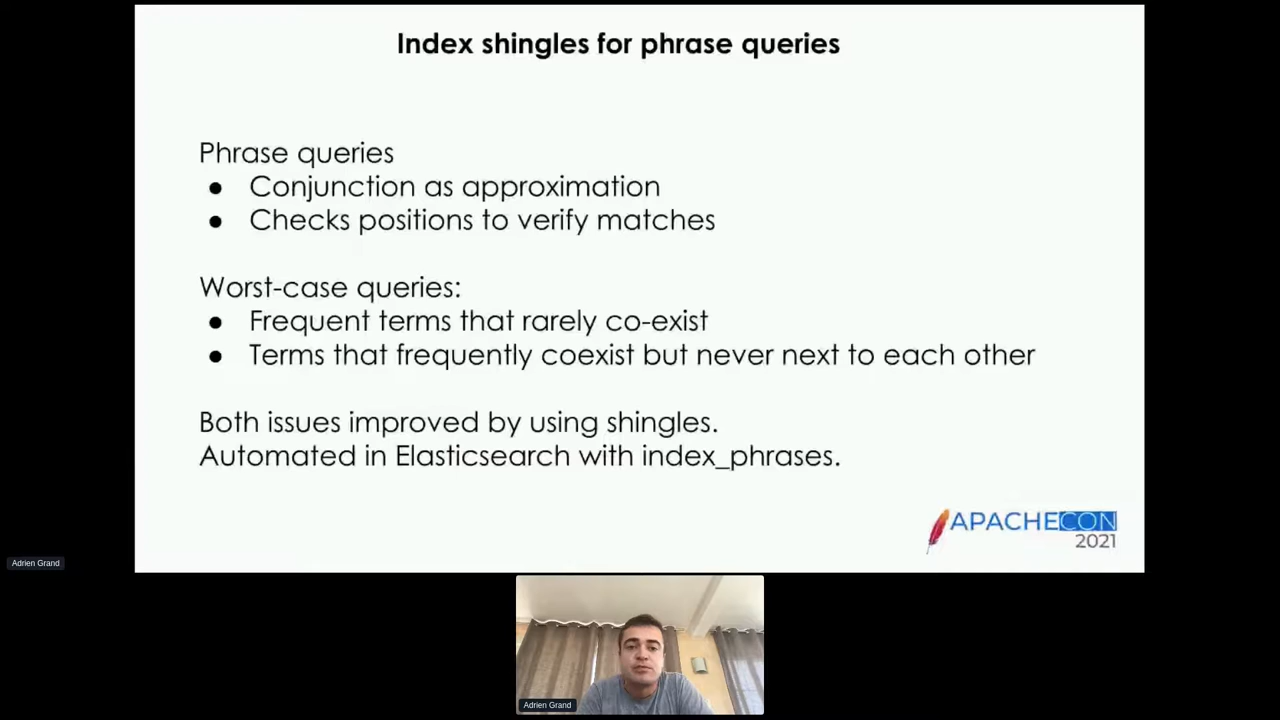 Index shingles for phrase queries
Phrase queries
● Conjunction as approximation
● Checks positions to verify matches
Worst-case queries:
● Frequent terms that rarely co-exist
● Terms that frequently coexist but never next to each other
Both issues improved by using shingles.
Automated in Elasticsearch with index_phrases.
APACHECON
2021
Adrien Grand
Adrien Grand